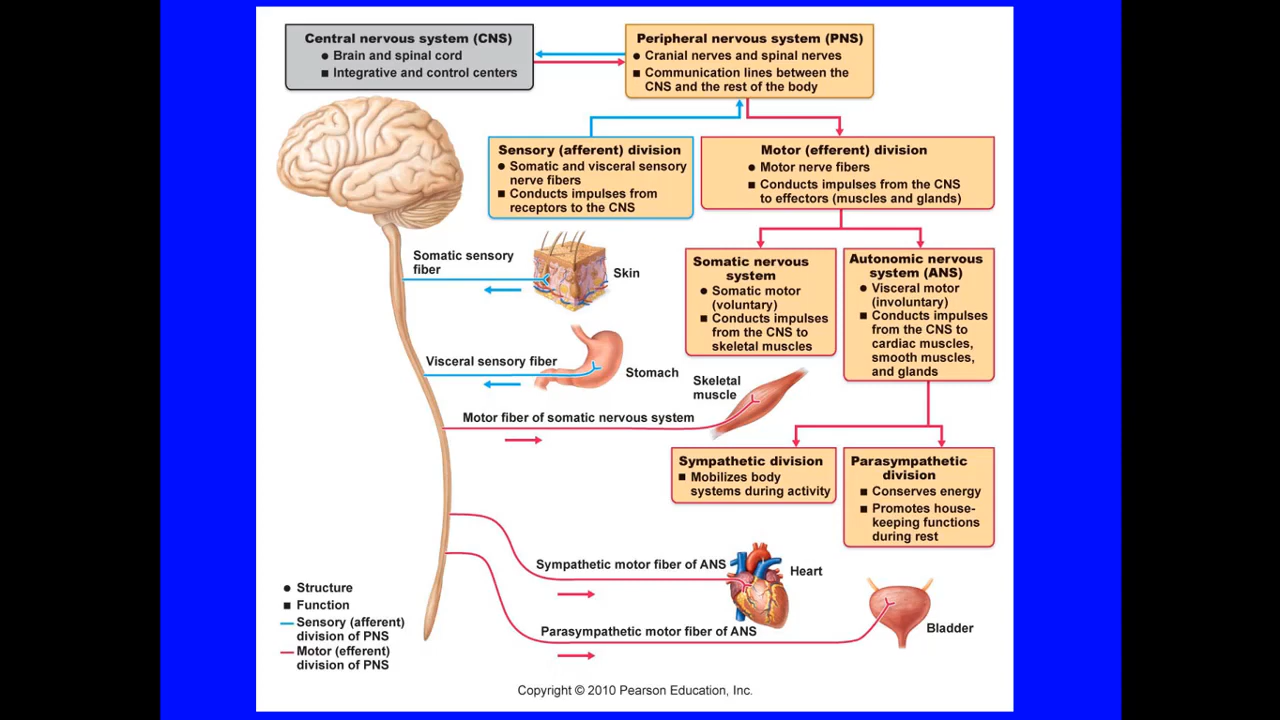 Central nervous system (CNS)
● Brain and spinal cord
■ Integrative and control centers
Peripheral nervous system (PNS)
● Cranial nerves and spinal nerves
■ Communication lines between the
CNS and the rest of the body
Sensory (afferent) division
● Somatic and visceral sensory
nerve fibers
■ Conducts impulses from
receptors to the CNS
Motor (efferent) division
● Motor nerve fibers
■ Conducts impulses from the CNS
to effectors (muscles and glands)
Somatic sensory
fiber
Skin
Somatic nervous
system
● Somatic motor
(voluntary)
■ Conducts impulses
from the CNS to
skeletal muscles
Autonomic nervous
system (ANS)
● Visceral motor
(involuntary)
■ Conducts impulses
from the CNS to
cardiac muscles,
smooth muscles,
and glands
Visceral sensory fiber
Stomach
Skeletal
muscle
Motor fiber of somatic nervous system
Sympathetic division
■ Mobilizes body
systems during activity
Parasympathetic
division
■ Conserves energy
■ Promotes house-
keeping functions
during rest
Sympathetic motor fiber of ANS
Heart
Parasympathetic motor fiber of ANS
Bladder
● Structure
■ Function
Sensory (afferent)
division of PNS
Motor (efferent)
division of PNS
Copyright © 2010 Pearson Education, Inc.